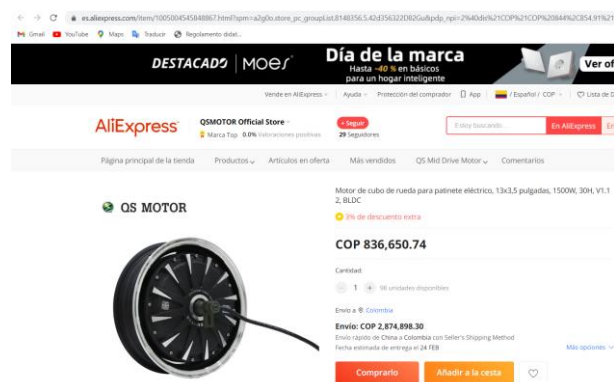 es.aliexpress.com/item/1005004545848867.html?spm=a2g0o.store_pc_groupList.8148356.5.42d356322D82Gu&pdp_npi=2%40dis%21COP%21COP%20844%2C854.91%21
Gmail YouTube Maps Traducir Reglamento didat...
DESTACADO MOES
Día de la marca
Hasta -40 % en básicos
para un hogar inteligente
Ver of
Vende en AliExpress Ayuda Protección del comprador App / Español / COP Lista de D
AliExpress
QSMOTOR Official Store
Marca Top 0.0% Valoraciones positivas
+ Seguir
29 Seguidores
Estoy buscando...
En AliExpress
En
Página principal de la tienda Productos Artículos en oferta Más vendidos QS Mid Drive Motor Comentarios
QS MOTOR
Motor de cubo de rueda para patinete eléctrico, 13x3,5 pulgadas, 1500W, 30H, V1.1
2, BLDC
3% de descuento extra
COP 836,650.74
Cantidad:
- 1 + 98 unidades disponibles
Envío a Colombia
Envío: COP 2,874,898.30
Envío rápido de China a Colombia con Seller's Shipping Method
Fecha estimada de entrega el 24 FEB
Más opciones
Comprarlo
Añadir a la cesta